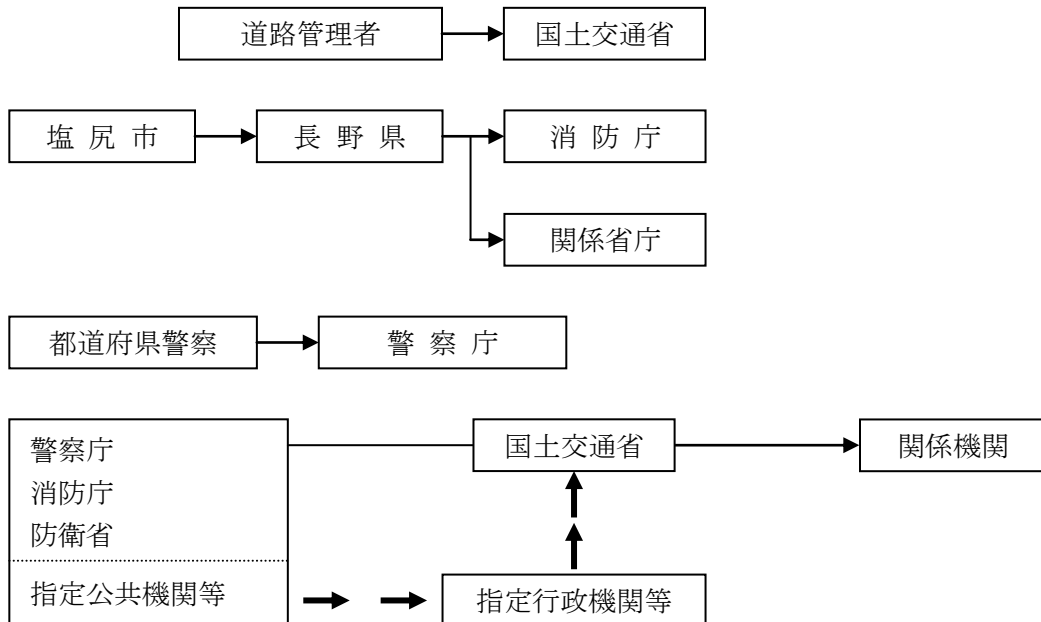 道路管理者
国土交通省
塩 尻 市
長 野 県
消 防 庁
関係省庁
都道府県警察
警 察 庁
警察庁
消防庁
防衛省
指定公共機関等
国土交通省
関係機関
指定行政機関等